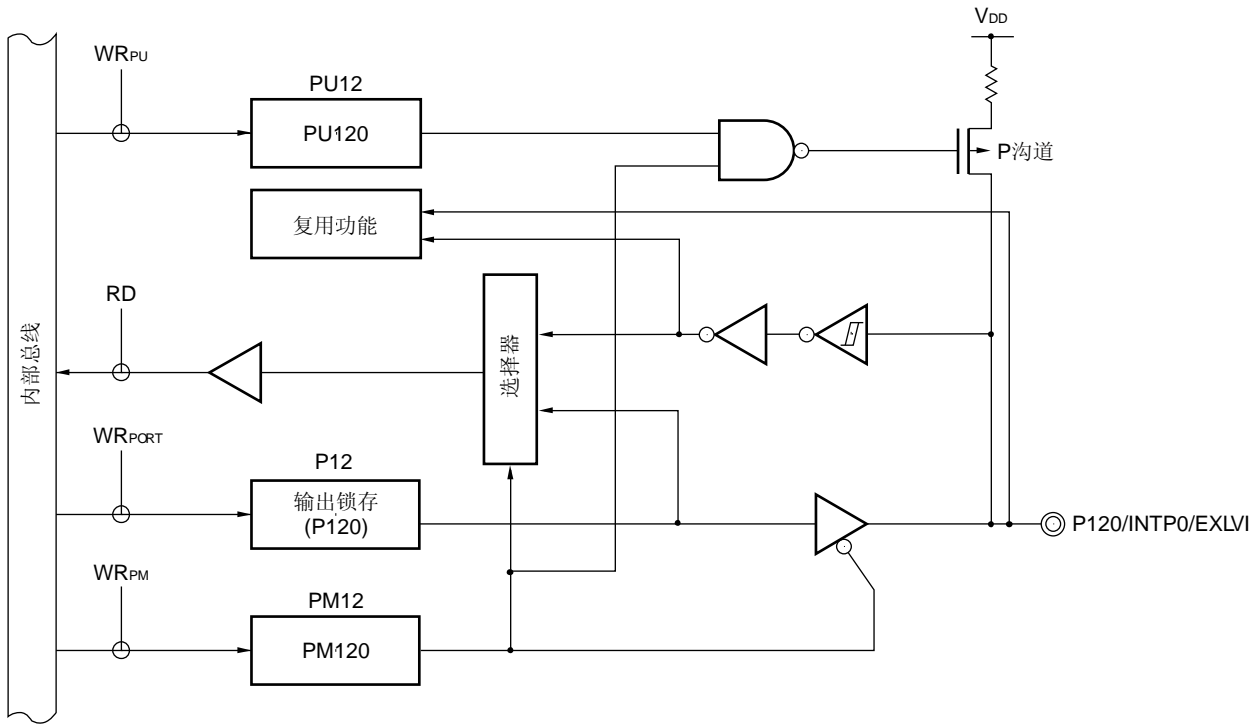 VDD
WRPU
PU12
PU120
P沟道
复用功能
RD
内部总线
选择器
WRPORT
P12
输出锁存
(P120)
P120/INTP0/EXLVI
WRPM
PM12
PM120